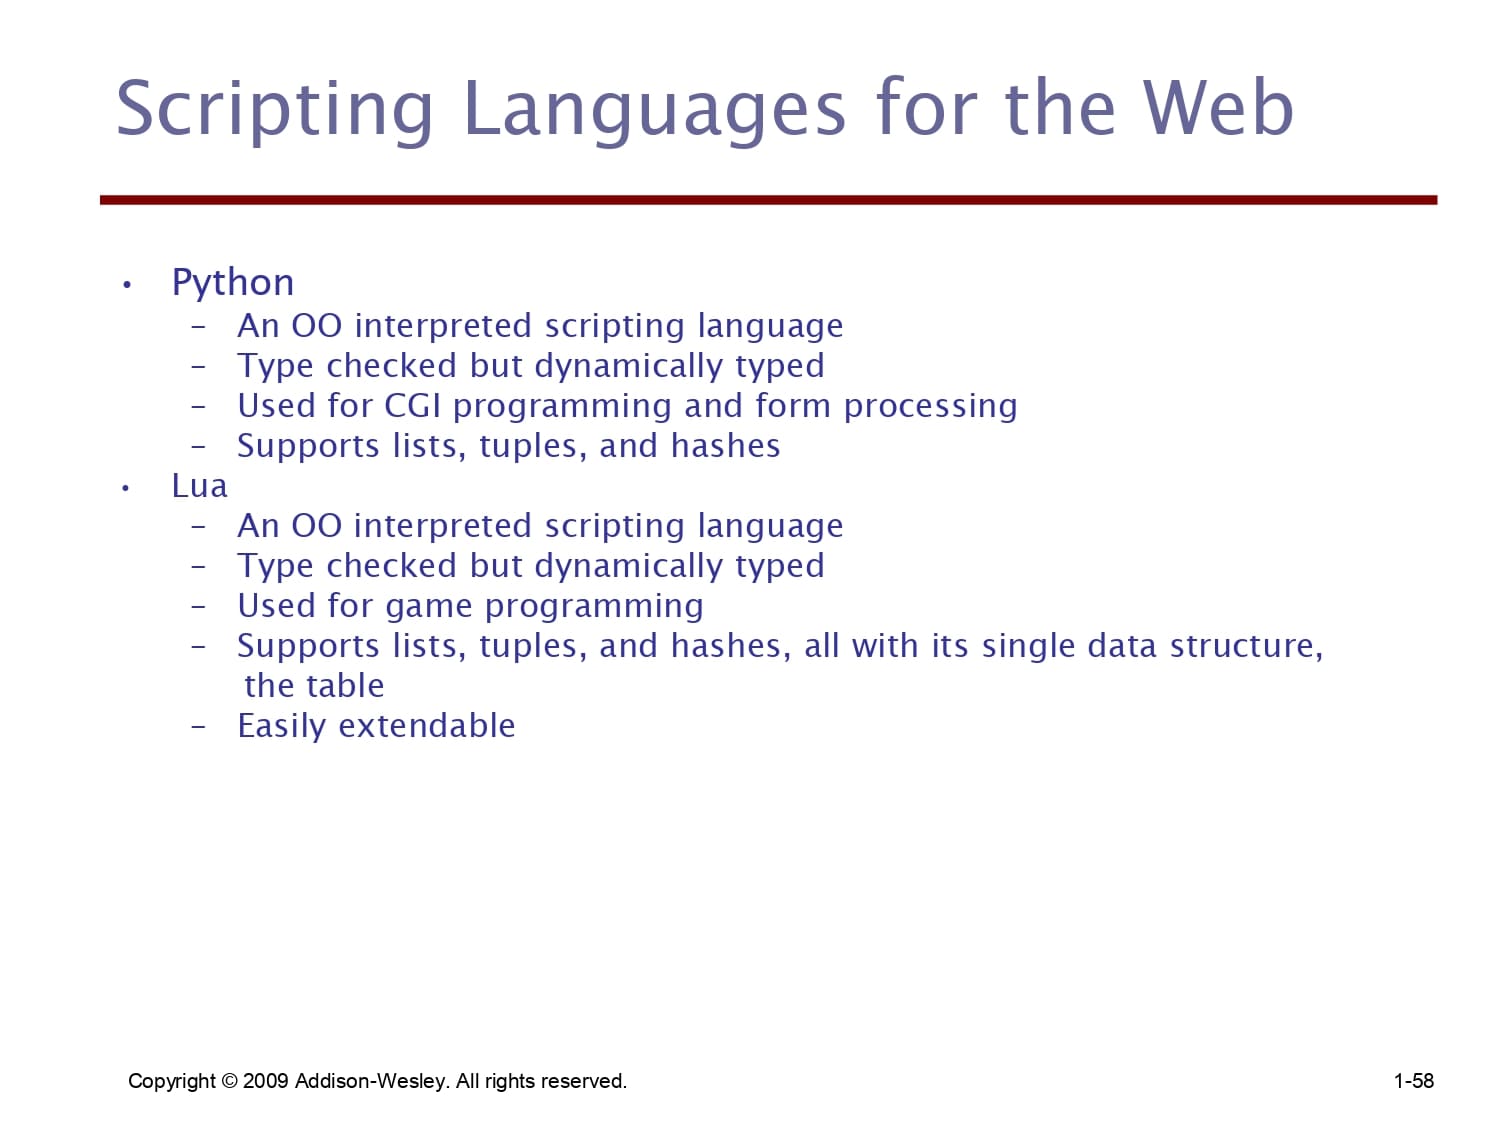 Scripting Languages for the Web
• Python
– An OO interpreted scripting language
– Type checked but dynamically typed
– Used for CGI programming and form processing
– Supports lists, tuples, and hashes
• Lua
– An OO interpreted scripting language
– Type checked but dynamically typed
– Used for game programming
– Supports lists, tuples, and hashes, all with its single data structure,
the table
– Easily extendable
Copyright © 2009 Addison-Wesley. All rights reserved. 1-58